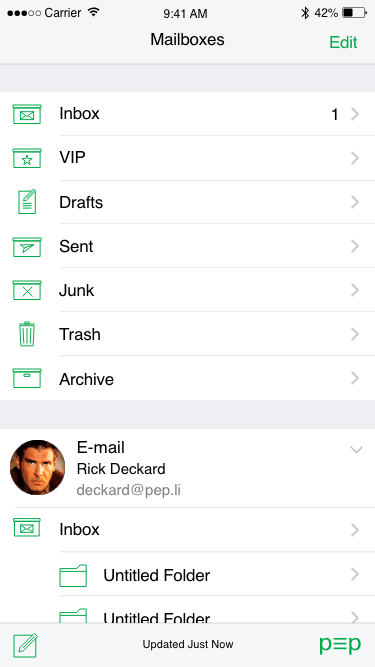 Carrier 9:41 AM 42%
Mailboxes Edit
Inbox 1
VIP
Drafts
Sent
Junk
Trash
Archive
E-mail
Rick Deckard
deckard@pep.li
Inbox
Untitled Folder
Untitled Folder
Updated Just Now p≡p